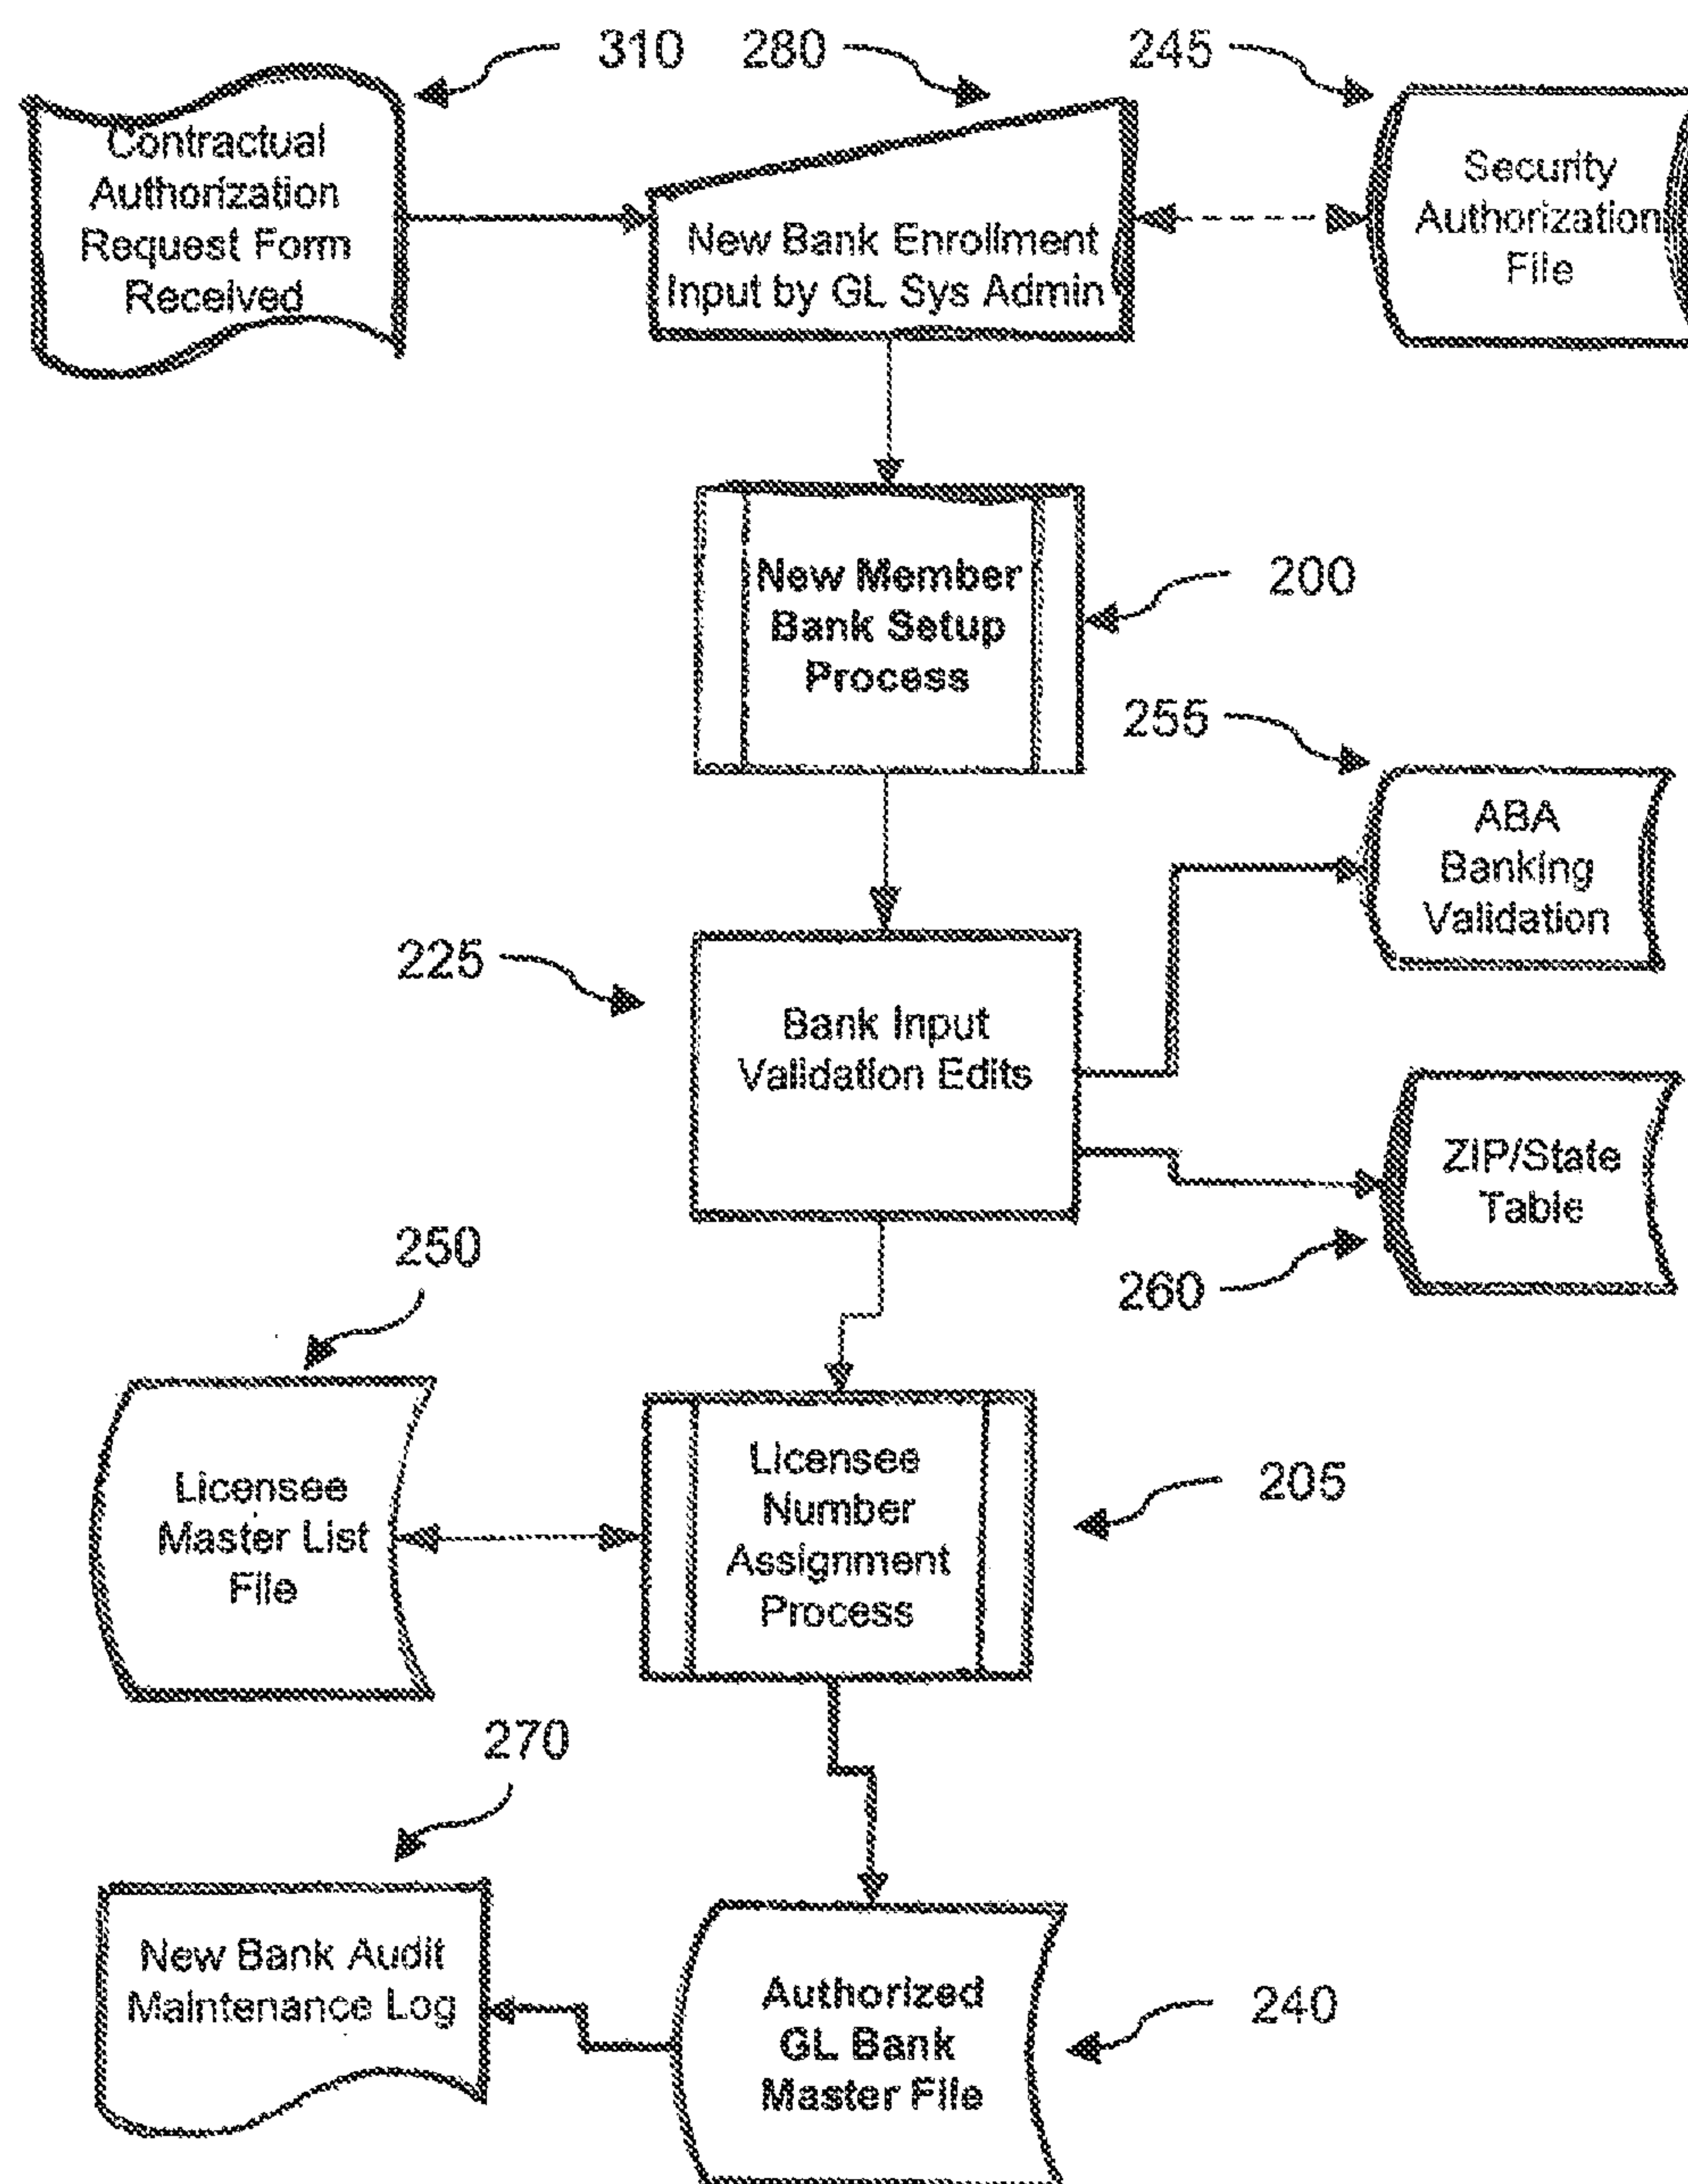 310
280
245
Contractual
Authorization
Request Form
Received
New Bank Enrollment
Input by GL Sys Admin
Security
Authorization
File
New Member
Bank Setup
Process
200
255
ABA
Banking
Validation
225
Bank Input
Validation Edits
ZIP/State
Table
260
250
Licensee
Master List
File
Licensee
Number
Assignment
Process
205
270
New Bank Audit
Maintenance Log
Authorized
GL Bank
Master File
240